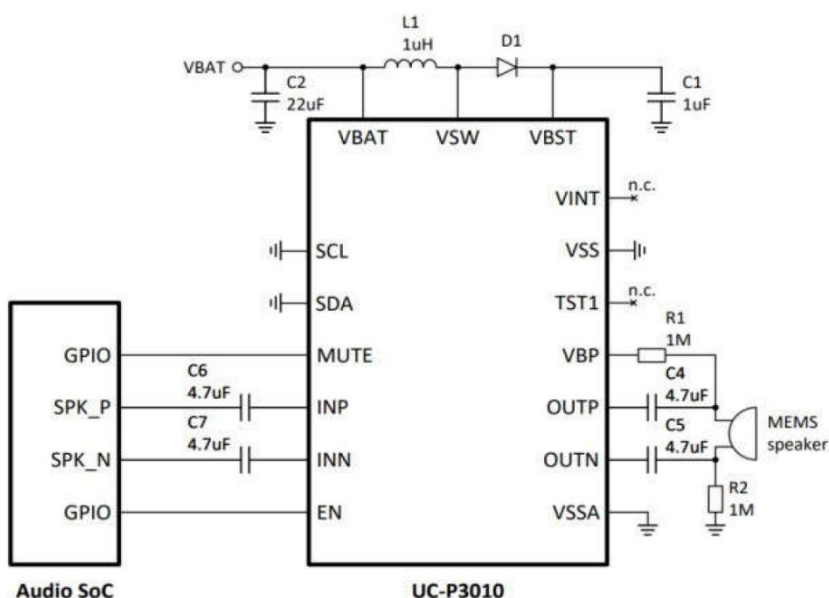 L1
1uH
D1
VBAT
C2
22uF
C1
1uF
VBAT
VSW
VBST
VINT
n.c.
SCL
VSS
SDA
TST1
n.c.
R1
1M
GPIO
MUTE
VBP
C6
4.7uF
C4
4.7uF
SPK_P
INP
OUTP
C7
4.7uF
C5
4.7uF
MEMS
speaker
SPK_N
INN
OUTN
R2
1M
GPIO
EN
VSSA
Audio SoC
UC-P3010